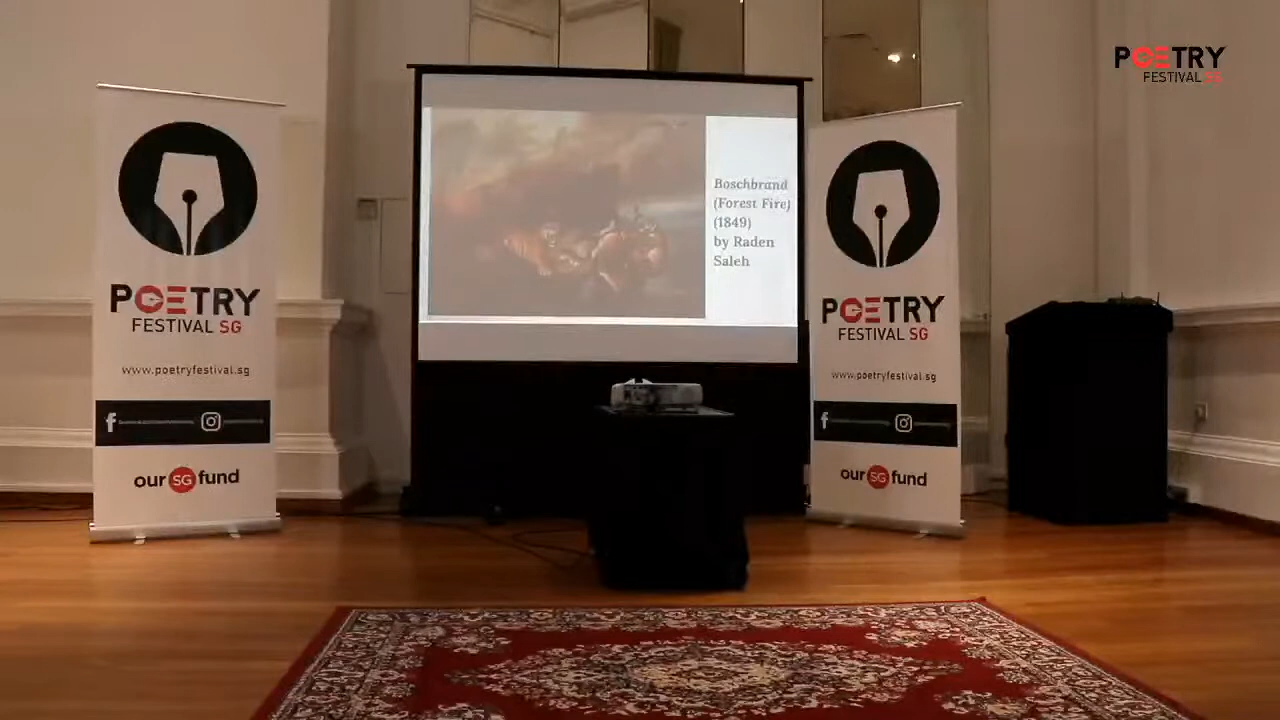 POETRY
FESTIVAL SG
POETRY
FESTIVAL SG
www.poetryfestival.sg
our SG fund
Boschbrand
(Forest Fire)
(1849)
by Raden
Saleh
POETRY
FESTIVAL SG
www.poetryfestival.sg
our SG fund